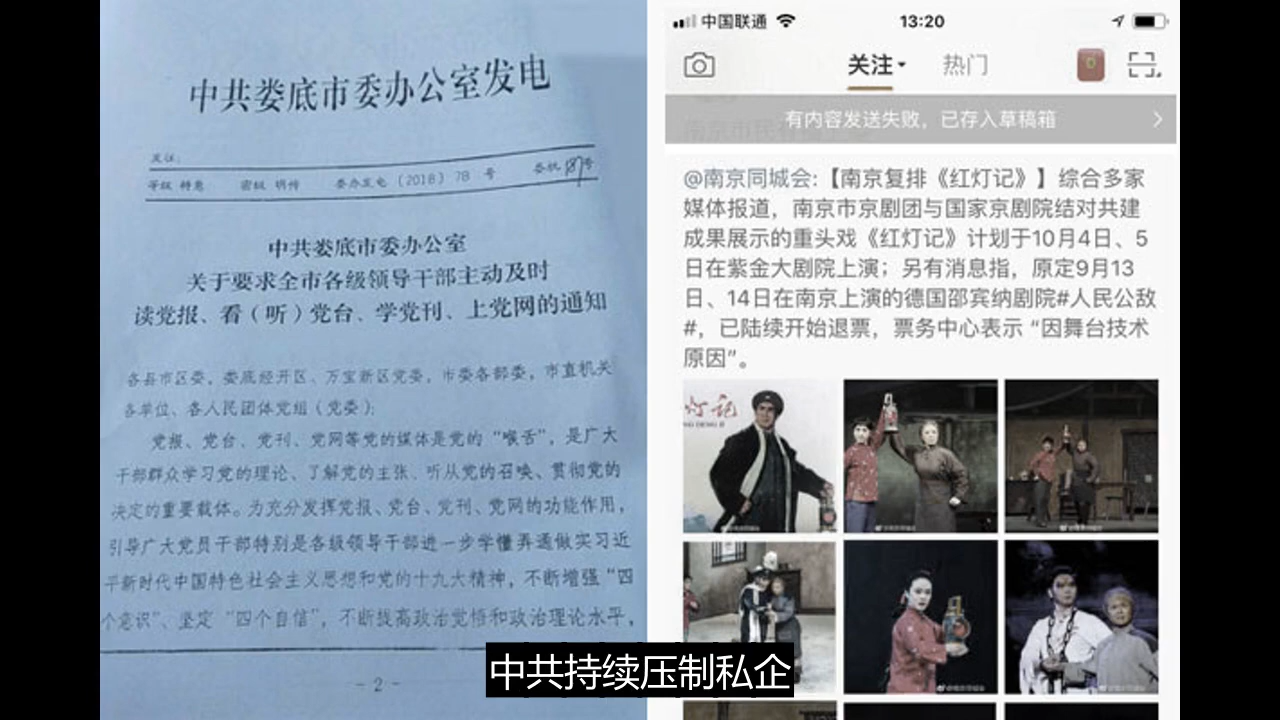 中共娄底市委办公室发电
发往:
等级 特急 密级 明传 委办发电〔2018〕78 号 委机 号
中共娄底市委办公室
关于要求全市各级领导干部主动及时
读党报、看(听)党台、学党刊、上党网的通知
各县市区委,娄底经开区、万宝新区党委,市委各部委,市直机关
各单位、各人民团体党组(党委):
党报、党台、党刊、党网等党的媒体是党的“喉舌”,是广大
干部群众学习党的理论、了解党的主张、听从党的召唤、贯彻党的
决定的重要载体。为充分发挥党报、党台、党刊、党网的功能作用,
引导广大党员干部特别是各级领导干部进一步学懂弄通做实习近
平新时代中国特色社会主义思想和党的十九大精神,不断增强“四
个意识”、坚定“四个自信”,不断拔高政治觉悟和政治理论水平,
- 2 -
中国联通 13:20
关注 热门
有内容发送失败,已存入草稿箱
@南京同城会:【南京复排《红灯记》】综合多家
媒体报道,南京市京剧团与国家京剧院结对共建
成果展示的重头戏《红灯记》计划于10月4日、5
日在紫金大剧院上演;另有消息指,原定9月13
日、14日在南京上演的德国邵宾纳剧院#人民公敌
#,已陆续开始退票,票务中心表示“因舞台技术
原因”。
灯记
中共持续压制私企